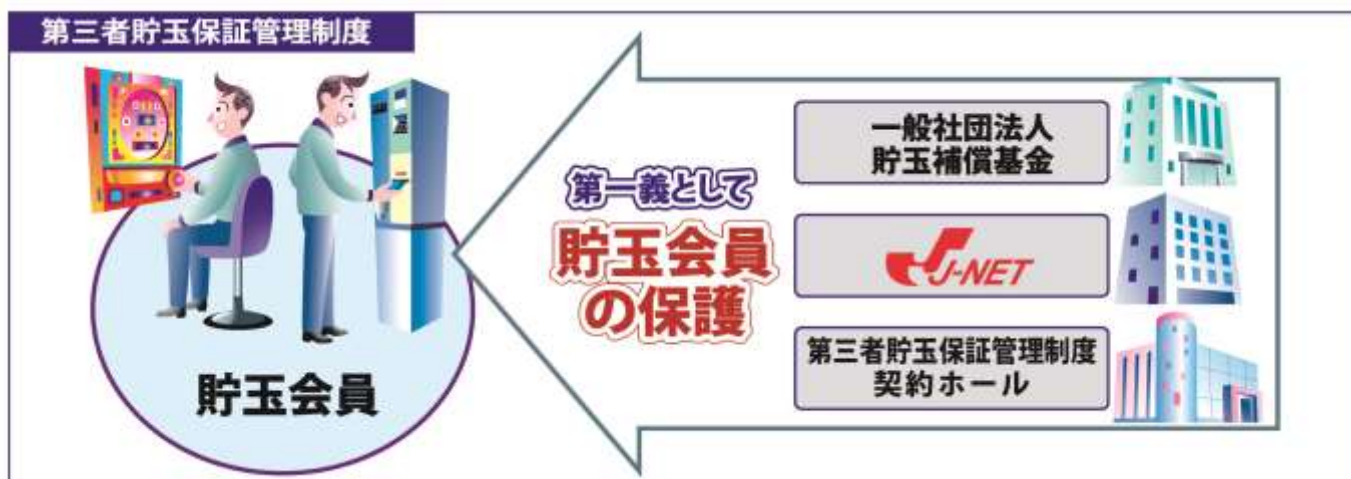 第三者貯玉保証管理制度
貯玉会員
第一義として
貯玉会員
の保護
一般社団法人
貯玉補償基金
J-NET
第三者貯玉保証管理制度
契約ホール